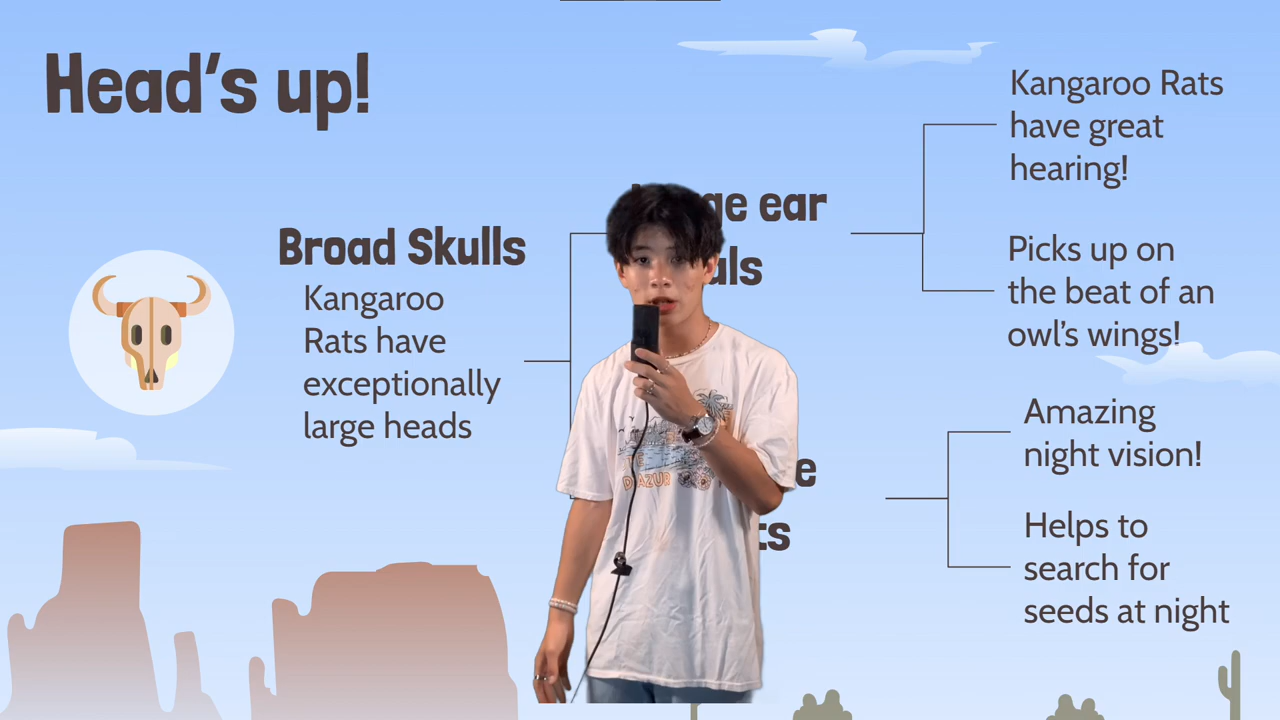 Head's up!
Broad Skulls
Kangaroo
Rats have
exceptionally
large heads
ear
Kangaroo Rats
have great
hearing!
Picks up on
the beat of an
owl's wings!
Amazing
night vision!
Helps to
search for
seeds at night